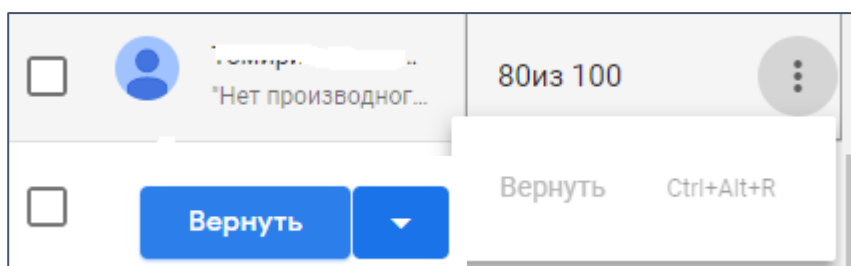 "Нет производног...
80из 100
Вернуть
Вернуть Ctrl+Alt+R